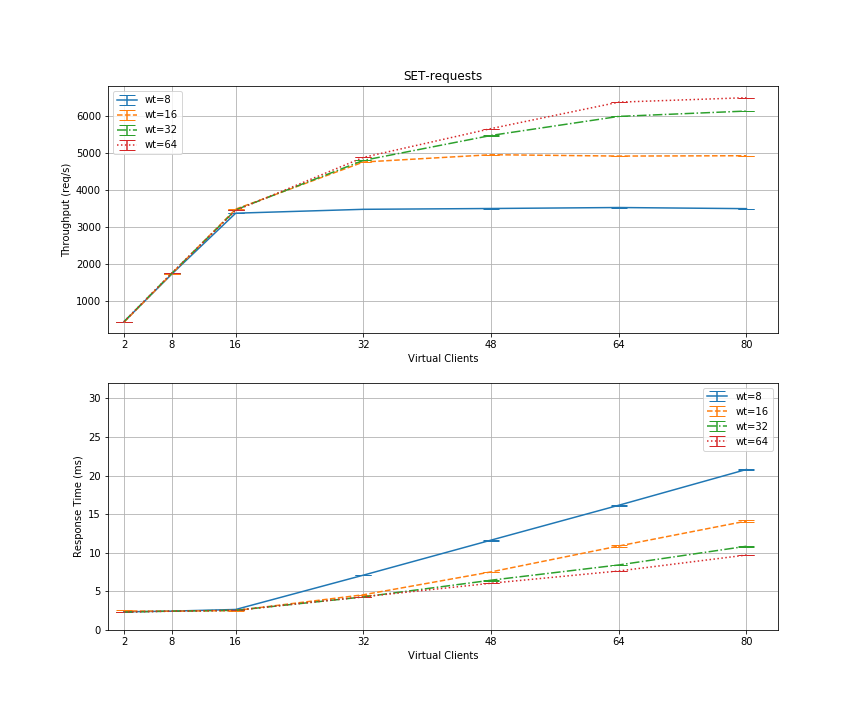 SET-requests
wt=8
wt=16
wt=32
wt=64
6000
5000
4000
3000
2000
1000
Throughput (req/s)
2 8 16 32 48 64 80
Virtual Clients
wt=8
wt=16
wt=32
wt=64
30
25
20
15
10
5
0
Response Time (ms)
2 8 16 32 48 64 80
Virtual Clients